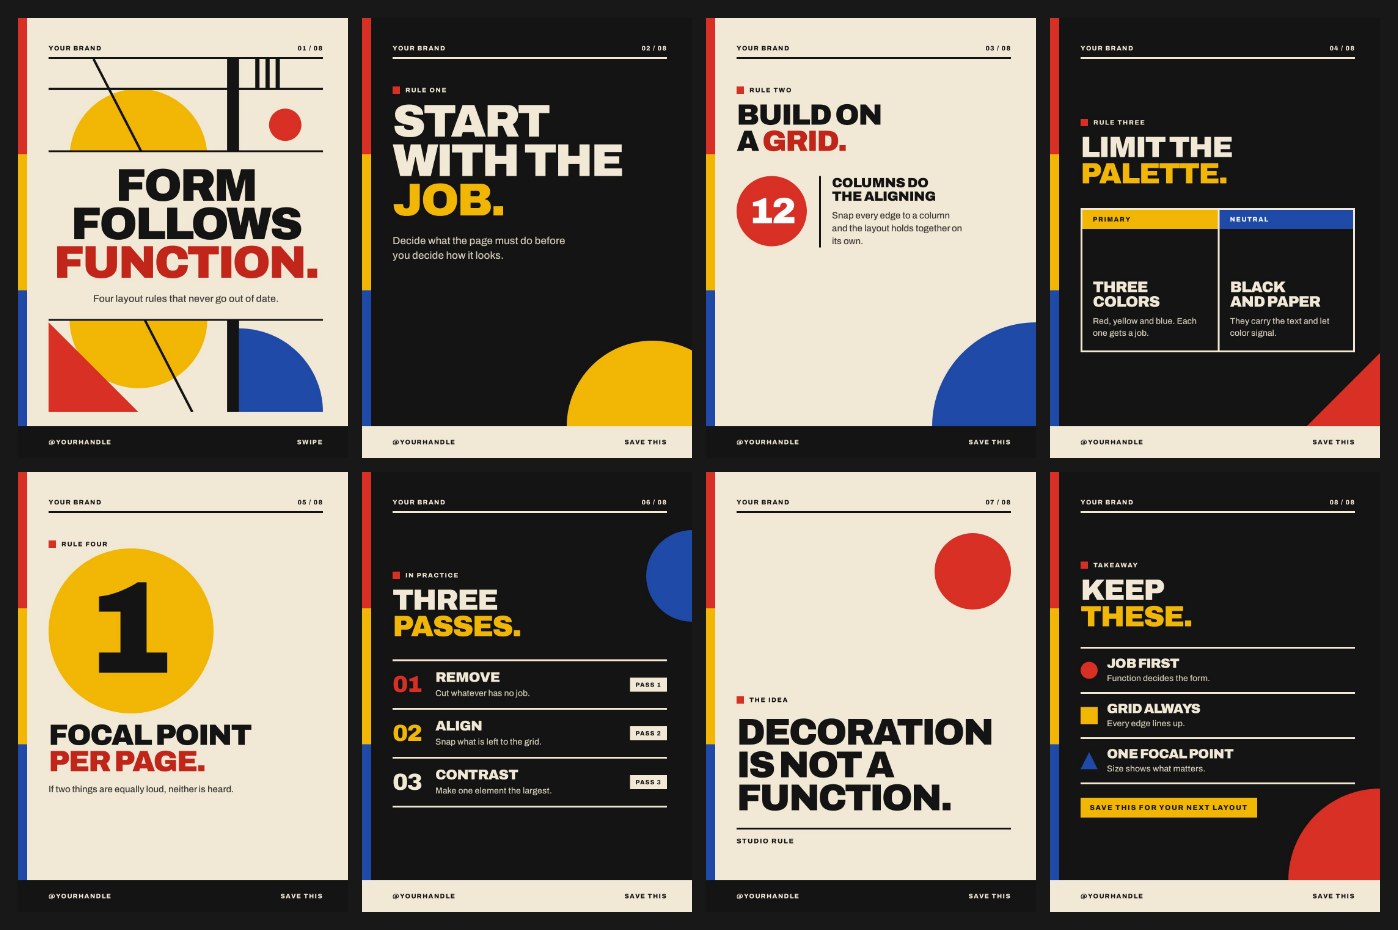 YOUR BRAND 01 / 08
FORM
FOLLOWS
FUNCTION.
Four layout rules that never go out of date.
@YOURHANDLE SWIPE
YOUR BRAND 02 / 08
RULE ONE
START
WITH THE
JOB.
Decide what the page must do before
you decide how it looks.
@YOURHANDLE SAVE THIS
YOUR BRAND 03 / 08
RULE TWO
BUILD ON
A GRID.
12
COLUMNS DO
THE ALIGNING
Snap every edge to a column
and the layout holds together on
its own.
@YOURHANDLE SAVE THIS
YOUR BRAND 04 / 08
RULE THREE
LIMIT THE
PALETTE.
PRIMARY
THREE
COLORS
Red, yellow and blue. Each
one gets a job.
NEUTRAL
BLACK
AND PAPER
They carry the text and let
color signal.
@YOURHANDLE SAVE THIS
YOUR BRAND 05 / 08
RULE FOUR
1
FOCAL POINT
PER PAGE.
If two things are equally loud, neither is heard.
@YOURHANDLE SAVE THIS
YOUR BRAND 06 / 08
IN PRACTICE
THREE
PASSES.
01 REMOVE
Cut whatever has no job.
PASS 1
02 ALIGN
Snap what is left to the grid.
PASS 2
03 CONTRAST
Make one element the largest.
PASS 3
@YOURHANDLE SAVE THIS
YOUR BRAND 07 / 08
THE IDEA
DECORATION
IS NOT A
FUNCTION.
STUDIO RULE
@YOURHANDLE SAVE THIS
YOUR BRAND 08 / 08
TAKEAWAY
KEEP
THESE.
JOB FIRST
Function decides the form.
GRID ALWAYS
Every edge lines up.
ONE FOCAL POINT
Size shows what matters.
SAVE THIS FOR YOUR NEXT LAYOUT
@YOURHANDLE SAVE THIS